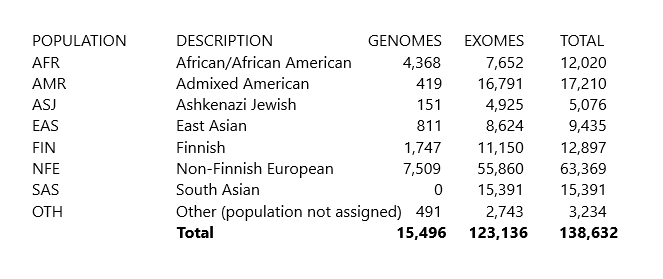 POPULATION DESCRIPTION GENOMES EXOMES TOTAL
AFR African/African American 4,368 7,652 12,020
AMR Admixed American 419 16,791 17,210
ASJ Ashkenazi Jewish 151 4,925 5,076
EAS East Asian 811 8,624 9,435
FIN Finnish 1,747 11,150 12,897
NFE Non-Finnish European 7,509 55,860 63,369
SAS South Asian 0 15,391 15,391
OTH Other (population not assigned) 491 2,743 3,234
Total 15,496 123,136 138,632